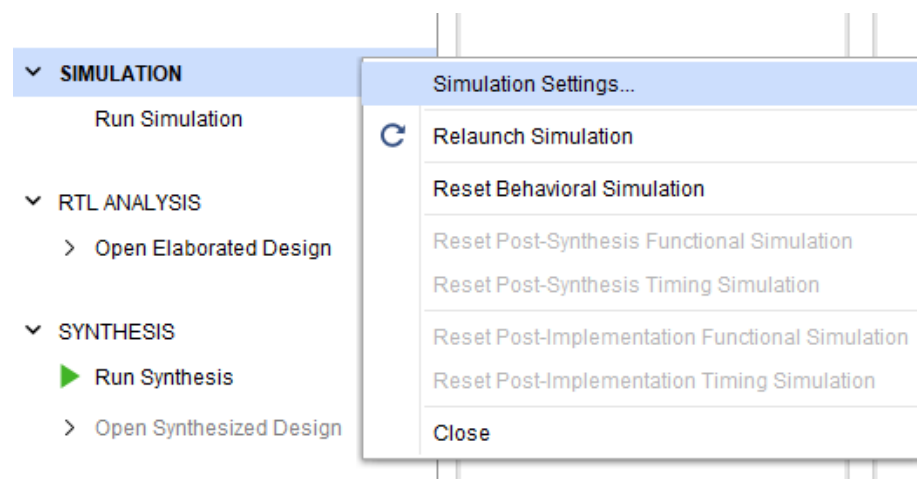 SIMULATION
Run Simulation
RTL ANALYSIS
Open Elaborated Design
SYNTHESIS
Run Synthesis
Open Synthesized Design
Simulation Settings...
Relaunch Simulation
Reset Behavioral Simulation
Reset Post-Synthesis Functional Simulation
Reset Post-Synthesis Timing Simulation
Reset Post-Implementation Functional Simulation
Reset Post-Implementation Timing Simulation
Close